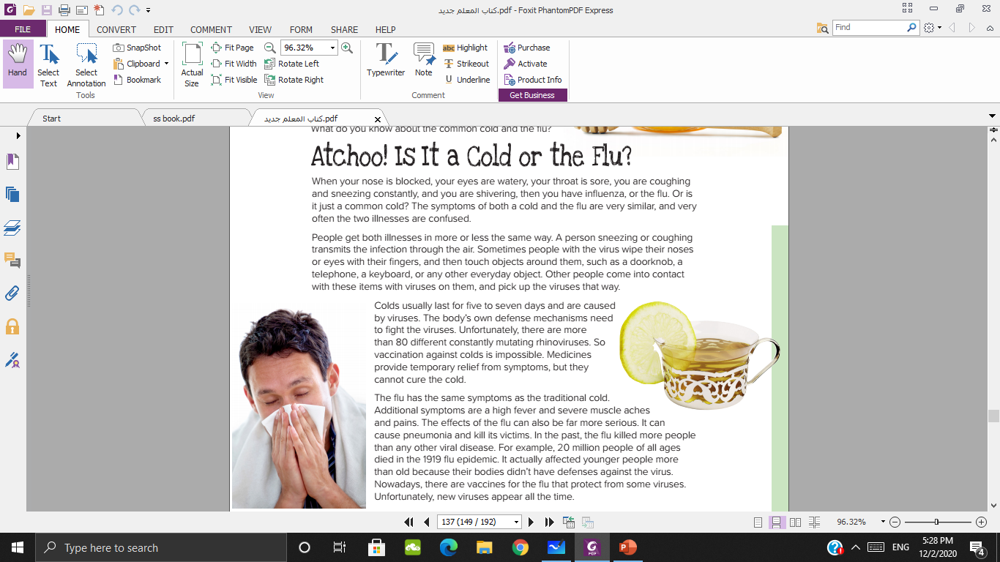 كتاب المعلم جديد.pdf - Foxit PhantomPDF Express
FILE HOME CONVERT EDIT COMMENT VIEW FORM SHARE HELP
Find
Hand
Select Text
Select Annotation
SnapShot
Clipboard
Bookmark
Tools
Actual Size
Fit Page
Fit Width
Fit Visible
96.32%
Rotate Left
Rotate Right
View
Typewriter
Note
abc Highlight
T Strikeout
U Underline
Comment
Purchase
Activate
Product Info
Get Business
Start
ss book.pdf
كتاب المعلم جديد.pdf
What do you know about the common cold and the flu?
Atchoo! Is It a Cold or the Flu?
When your nose is blocked, your eyes are watery, your throat is sore, you are coughing
and sneezing constantly, and you are shivering, then you have influenza, or the flu. Or is
it just a common cold? The symptoms of both a cold and the flu are very similar, and very
often the two illnesses are confused.
People get both illnesses in more or less the same way. A person sneezing or coughing
transmits the infection through the air. Sometimes people with the virus wipe their noses
or eyes with their fingers, and then touch objects around them, such as a doorknob, a
telephone, a keyboard, or any other everyday object. Other people come into contact
with these items with viruses on them, and pick up the viruses that way.
Colds usually last for five to seven days and are caused
by viruses. The body's own defense mechanisms need
to fight the viruses. Unfortunately, there are more
than 80 different constantly mutating rhinoviruses. So
vaccination against colds is impossible. Medicines
provide temporary relief from symptoms, but they
cannot cure the cold.
The flu has the same symptoms as the traditional cold.
Additional symptoms are a high fever and severe muscle aches
and pains. The effects of the flu can also be far more serious. It can
cause pneumonia and kill its victims. In the past, the flu killed more people
than any other viral disease. For example, 20 million people of all ages
died in the 1919 flu epidemic. It actually affected younger people more
than old because their bodies didn't have defenses against the virus.
Nowadays, there are vaccines for the flu that protect from some viruses.
Unfortunately, new viruses appear all the time.
137 (149 / 192)
96.32%
Type here to search
PDF
P
ENG
5:28 PM
12/2/2020
4